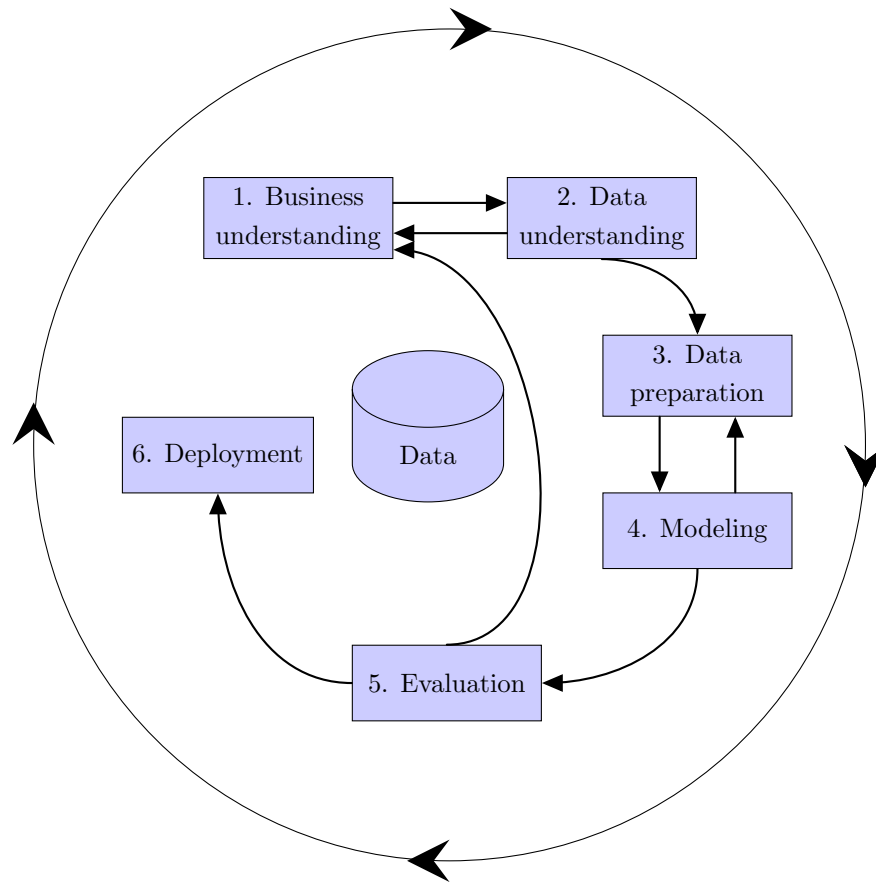 1. Business
understanding
2. Data
understanding
3. Data
preparation
Data
6. Deployment
4. Modeling
5. Evaluation